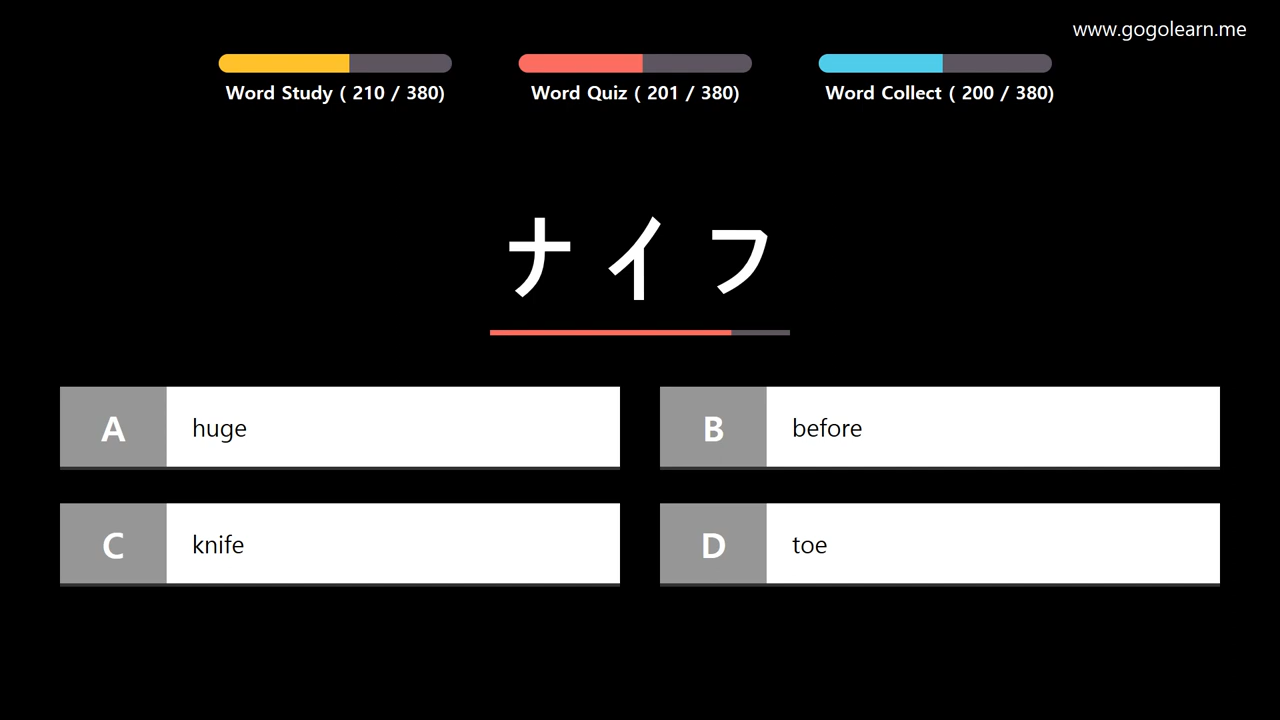 www.gogolearn.me
Word Study ( 210 / 380)
Word Quiz ( 201 / 380)
Word Collect ( 200 / 380)
ナイフ
A huge
B before
C knife
D toe